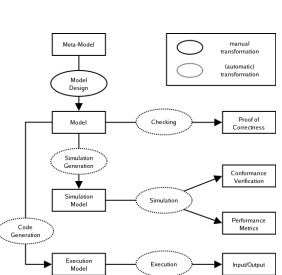 Meta-Model
manual
transformation
(automatic)
transformation
Model
Design
Model
Checking
Proof of
Correctness
Simulation
Generation
Conformance
Verification
Simulation
Model
Simulation
Performance
Metrics
Code
Generation
Execution
Model
Execution
Input/Output